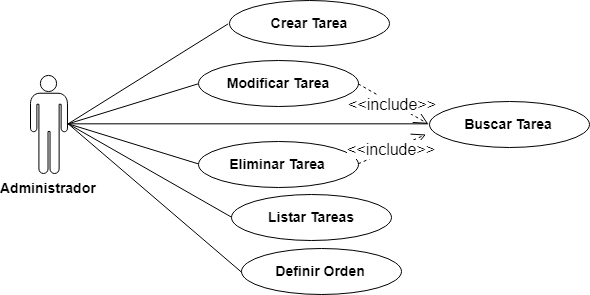 Crear Tarea
Modificar Tarea
<<include>>
Buscar Tarea
<<include>>
Eliminar Tarea
Administrador
Listar Tareas
Definir Orden